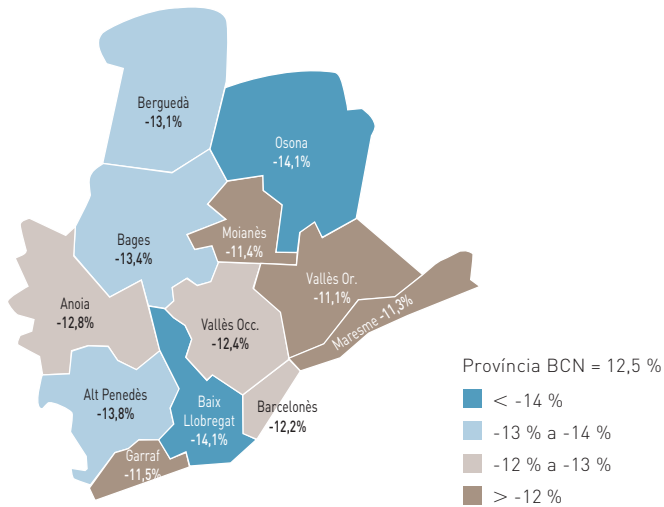 Berguedà
-13,1%
Osona
-14,1%
Moianès
-11,4%
Bages
-13,4%
Vallès Or.
-11,1%
Maresme -11,3%
Anoia
-12,8%
Vallès Occ.
-12,4%
Alt Penedès
-13,8%
Baix
Llobregat
-14,1%
Barcelonès
-12,2%
Garraf
-11,5%
Província BCN = 12,5 %
< -14 %
-13 % a -14 %
-12 % a -13 %
> -12 %